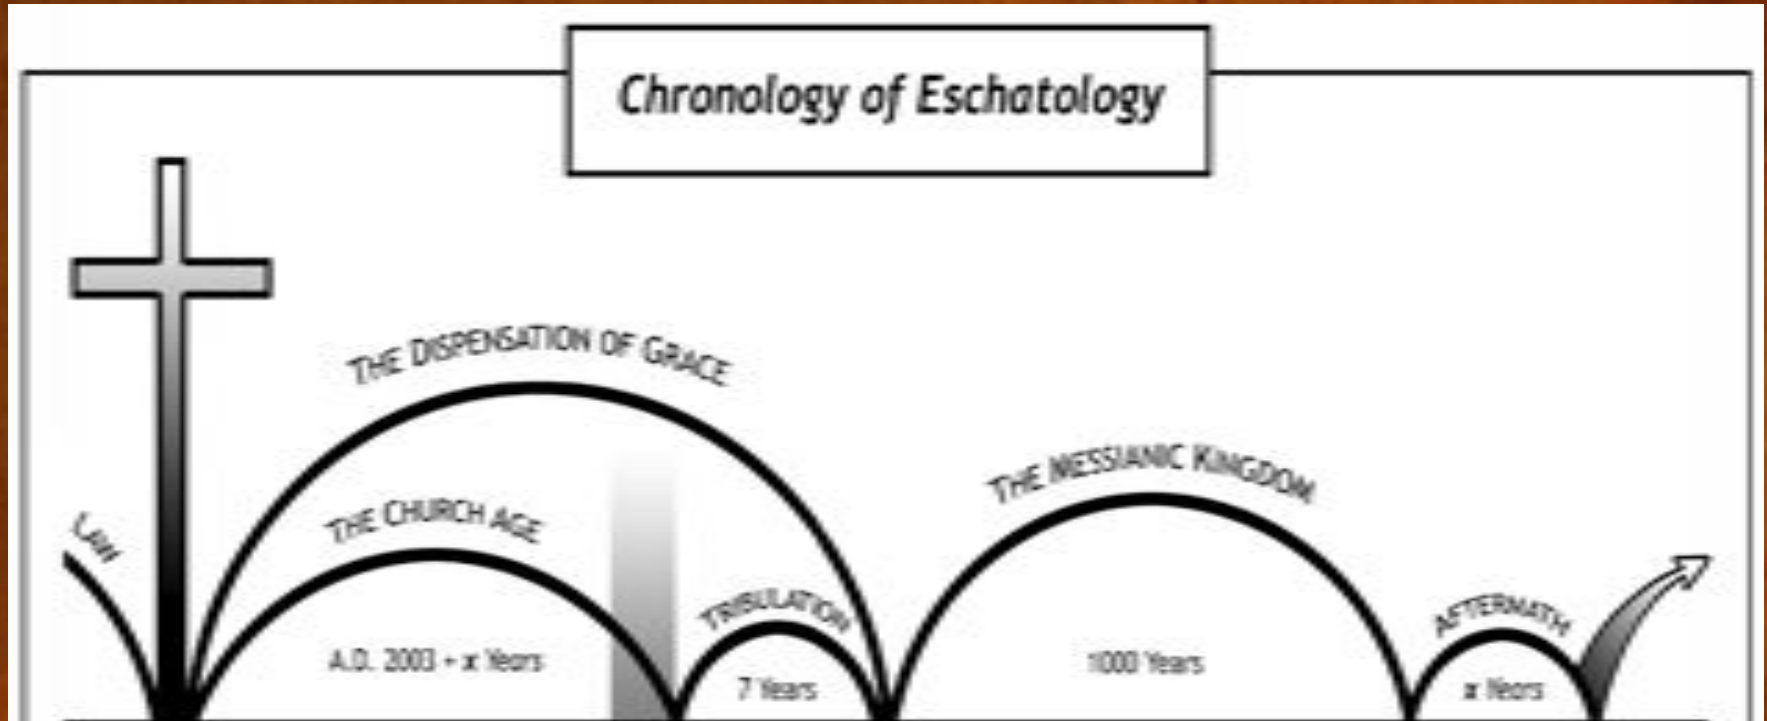 Chronology of Eschatology
THE DISPENSATION OF GRACE
THE MESSIANIC KINGDOM
THE CHURCH AGE
LAW
TRIBULATION
AFTERMATH
A.D. 2003 + x Years
1000 Years
7 Years
x Years